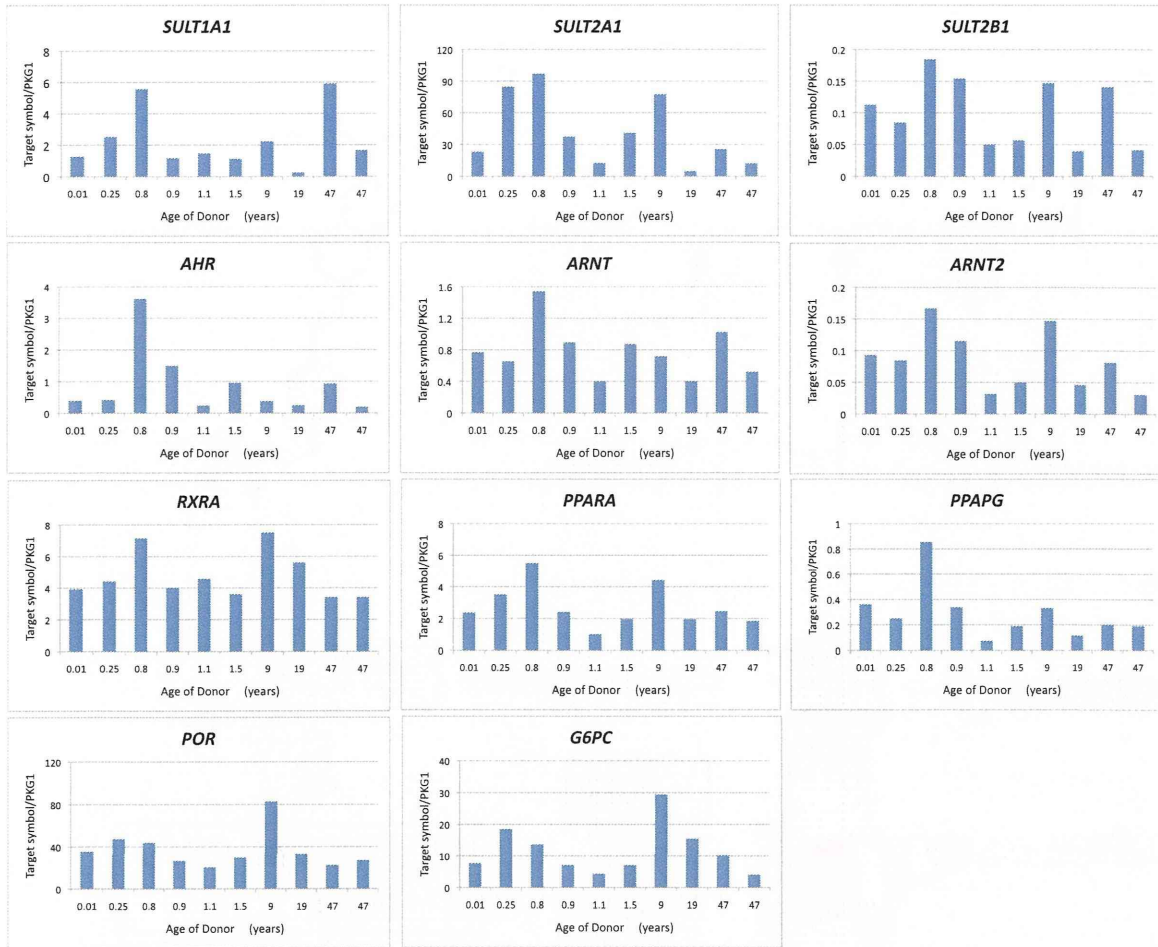 SULT1A1
Target symbol/PKG1
8
6
4
2
0
0.01 0.25 0.8 0.9 1.1 1.5 9 19 47 47
Age of Donor (years)
SULT2A1
Target symbol/PKG1
120
90
60
30
0
0.01 0.25 0.8 0.9 1.1 1.5 9 19 47 47
Age of Donor (years)
SULT2B1
Target symbol/PKG1
0.2
0.15
0.1
0.05
0
0.01 0.25 0.8 0.9 1.1 1.5 9 19 47 47
Age of Donor (years)
AHR
Target symbol/PKG1
4
3
2
1
0
0.01 0.25 0.8 0.9 1.1 1.5 9 19 47 47
Age of Donor (years)
ARNT
Target symbol/PKG1
1.6
1.2
0.8
0.4
0
0.01 0.25 0.8 0.9 1.1 1.5 9 19 47 47
Age of Donor (years)
ARNT2
Target symbol/PKG1
0.2
0.15
0.1
0.05
0
0.01 0.25 0.8 0.9 1.1 1.5 9 19 47 47
Age of Donor (years)
RXRA
Target symbol/PKG1
8
6
4
2
0
0.01 0.25 0.8 0.9 1.1 1.5 9 19 47 47
Age of Donor (years)
PPARA
Target symbol/PKG1
8
6
4
2
0
0.01 0.25 0.8 0.9 1.1 1.5 9 19 47 47
Age of Donor (years)
PPAPG
Target symbol/PKG1
1
0.8
0.6
0.4
0.2
0
0.01 0.25 0.8 0.9 1.1 1.5 9 19 47 47
Age of Donor (years)
POR
Target symbol/PKG1
120
80
40
0
0.01 0.25 0.8 0.9 1.1 1.5 9 19 47 47
Age of Donor (years)
G6PC
Target symbol/PKG1
40
30
20
10
0
0.01 0.25 0.8 0.9 1.1 1.5 9 19 47 47
Age of Donor (years)